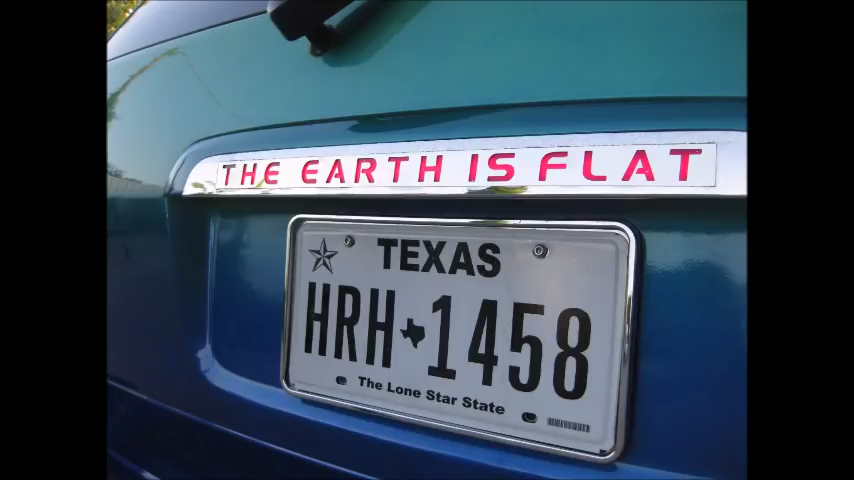 THE EARTH IS FLAT
TEXAS
HRH 1458
The Lone Star State